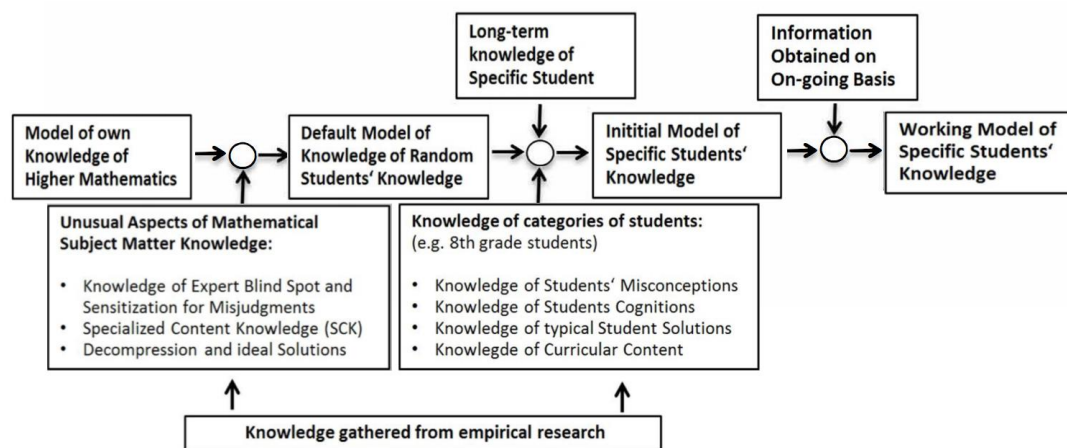 Long-term
knowledge of
Specific Student
Information
Obtained on
On-going Basis
Model of own
Knowledge of
Higher Mathematics
Default Model of
Knowledge of Random
Students‘ Knowledge
Inititial Model of
Specific Students‘
Knowledge
Working Model of
Specific Students‘
Knowledge
Unusual Aspects of Mathematical
Subject Matter Knowledge:
• Knowledge of Expert Blind Spot and
Sensitization for Misjudgments
• Specialized Content Knowledge (SCK)
• Decompression and ideal Solutions
Knowledge of categories of students:
(e.g. 8th grade students)
• Knowledge of Students‘ Misconceptions
• Knowledge of Students Cognitions
• Knowledge of typical Student Solutions
• Knowlegde of Curricular Content
Knowledge gathered from empirical research